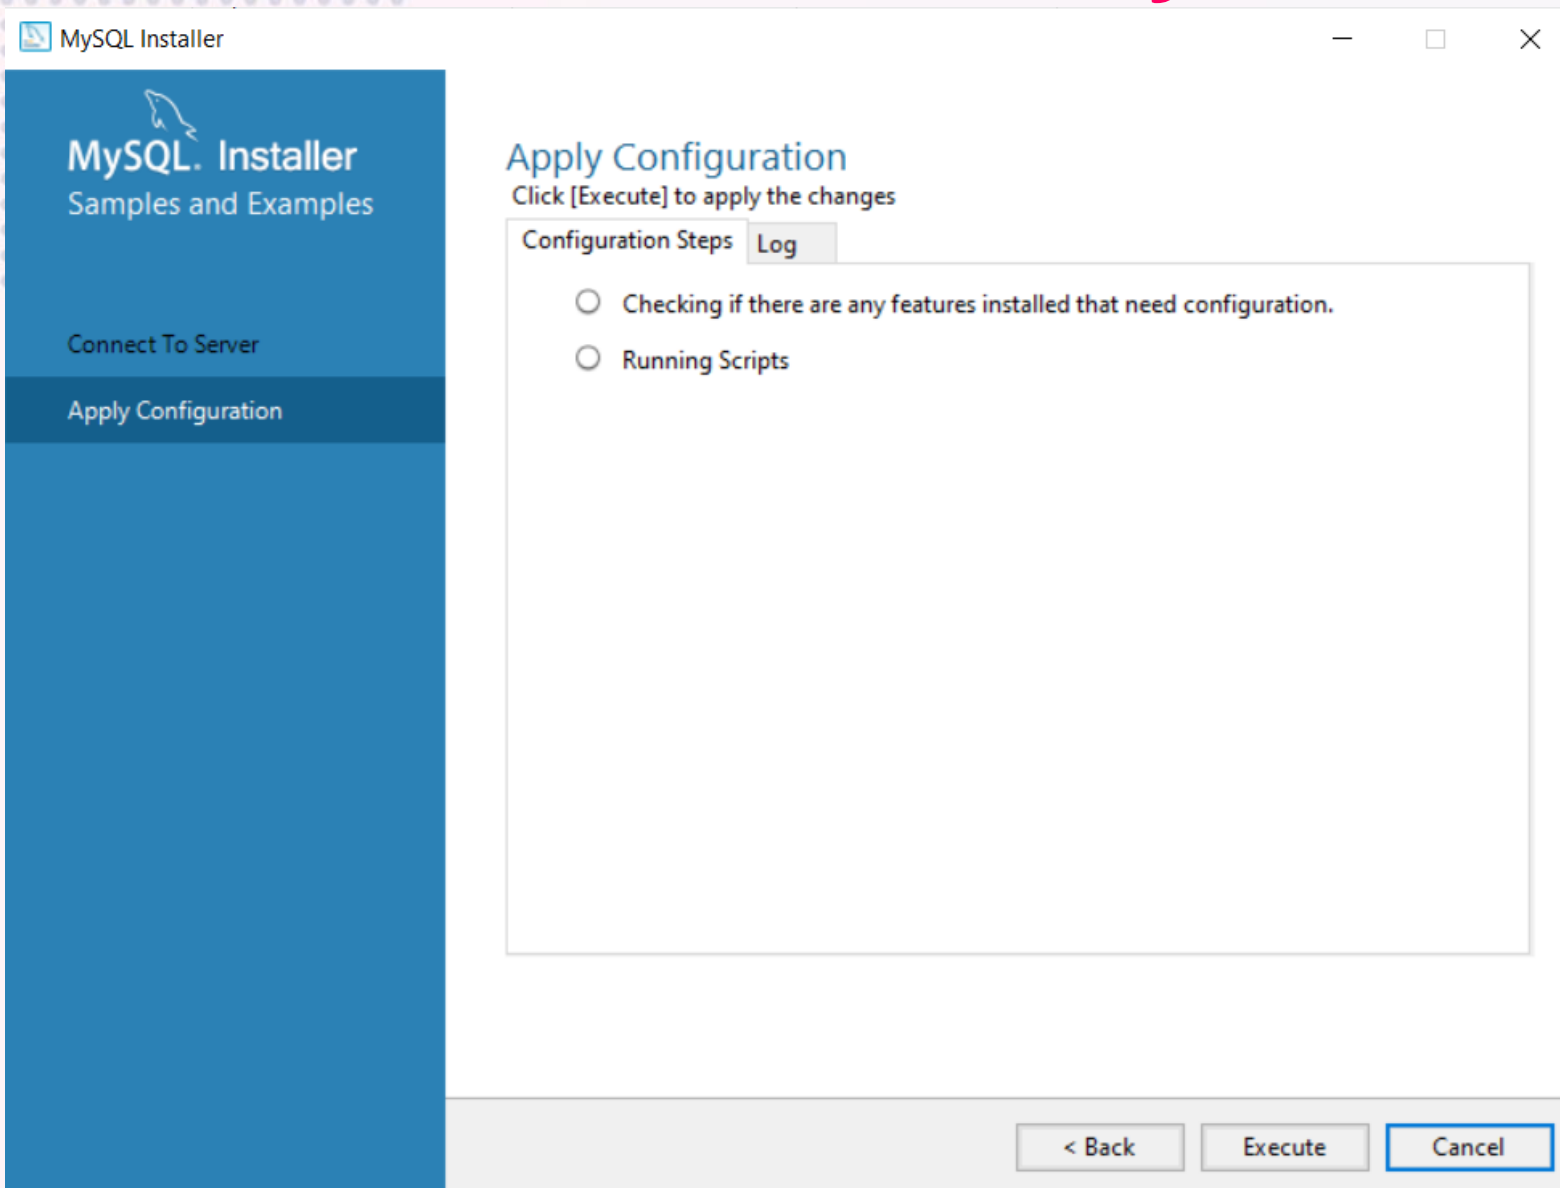 MySQL Installer
MySQL. Installer
Samples and Examples
Connect To Server
Apply Configuration
Apply Configuration
Click [Execute] to apply the changes
Configuration Steps
Log
Checking if there are any features installed that need configuration.
Running Scripts
< Back
Execute
Cancel